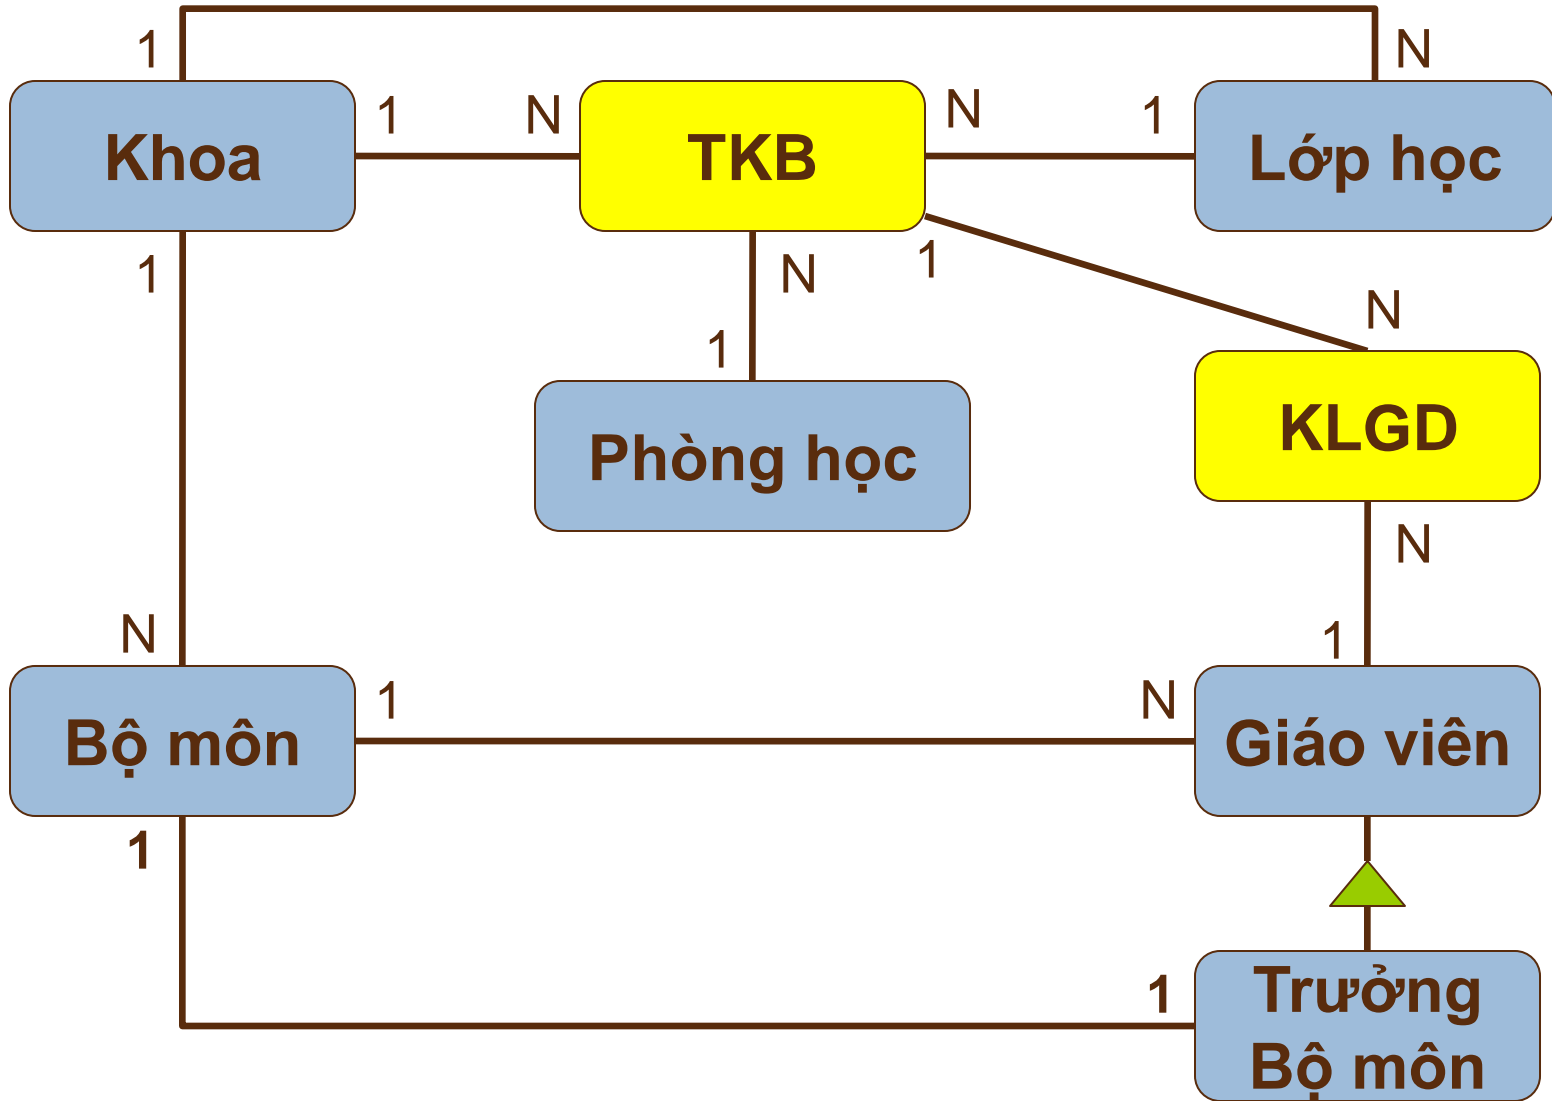 1
N
Khoa
1
N
TKB
N
1
Lớp học
1
N
1
N
1
Phòng học
KLGD
N
N
1
Bộ môn
1
N
Giáo viên
1
1
Trưởng
Bộ môn